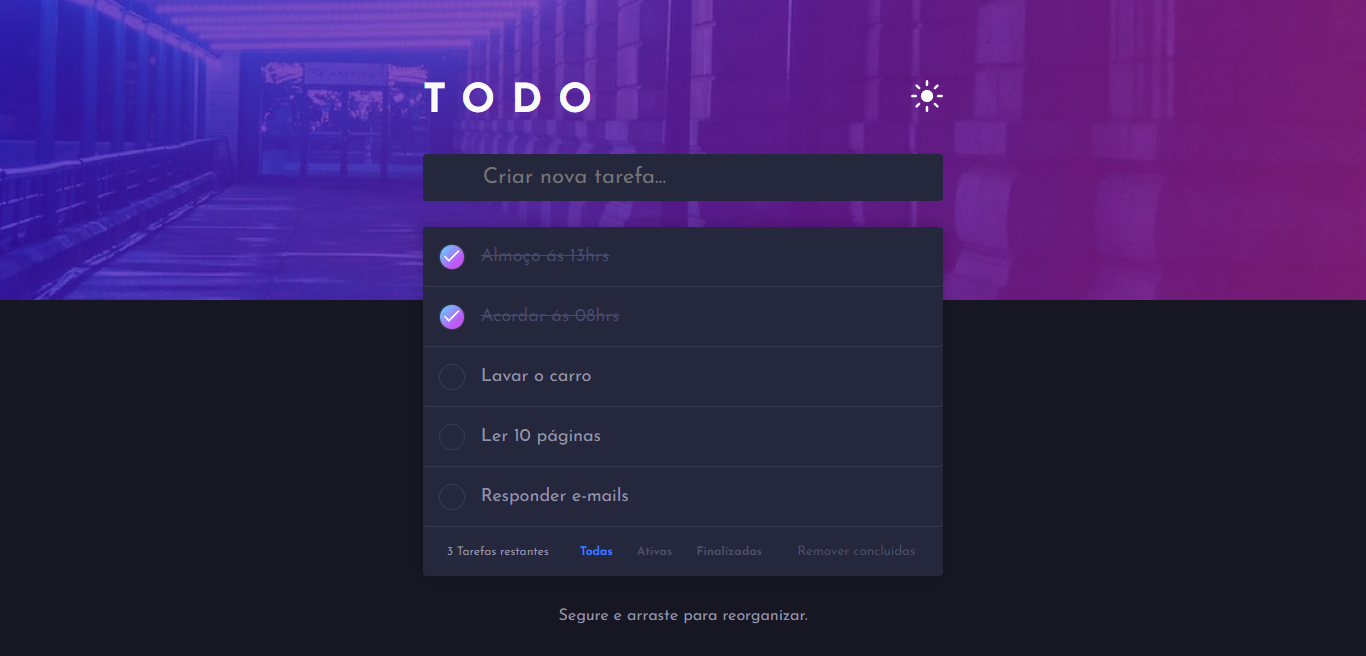 TODO
Criar nova tarefa...
Almoço ás 13hrs
Acordar ás 08hrs
Lavar o carro
Ler 10 páginas
Responder e-mails
3 Tarefas restantes Todas Ativas Finalizadas Remover concluidas
Segure e arraste para reorganizar.